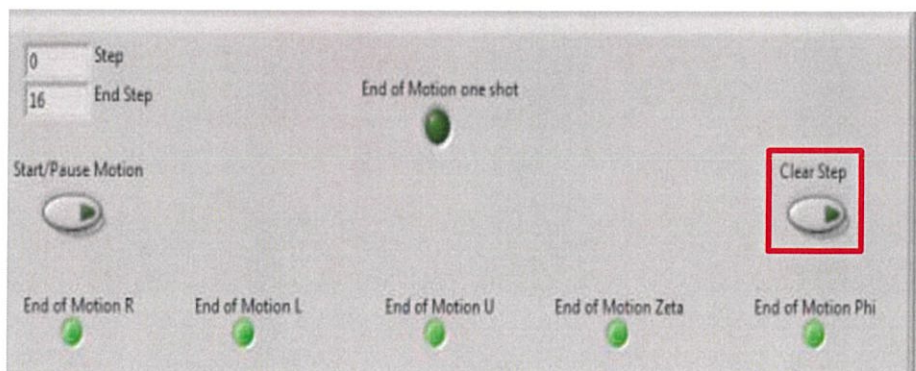 0 Step
16 End Step
End of Motion one shot
Start/Pause Motion
Clear Step
End of Motion R
End of Motion L
End of Motion U
End of Motion Zeta
End of Motion Phi